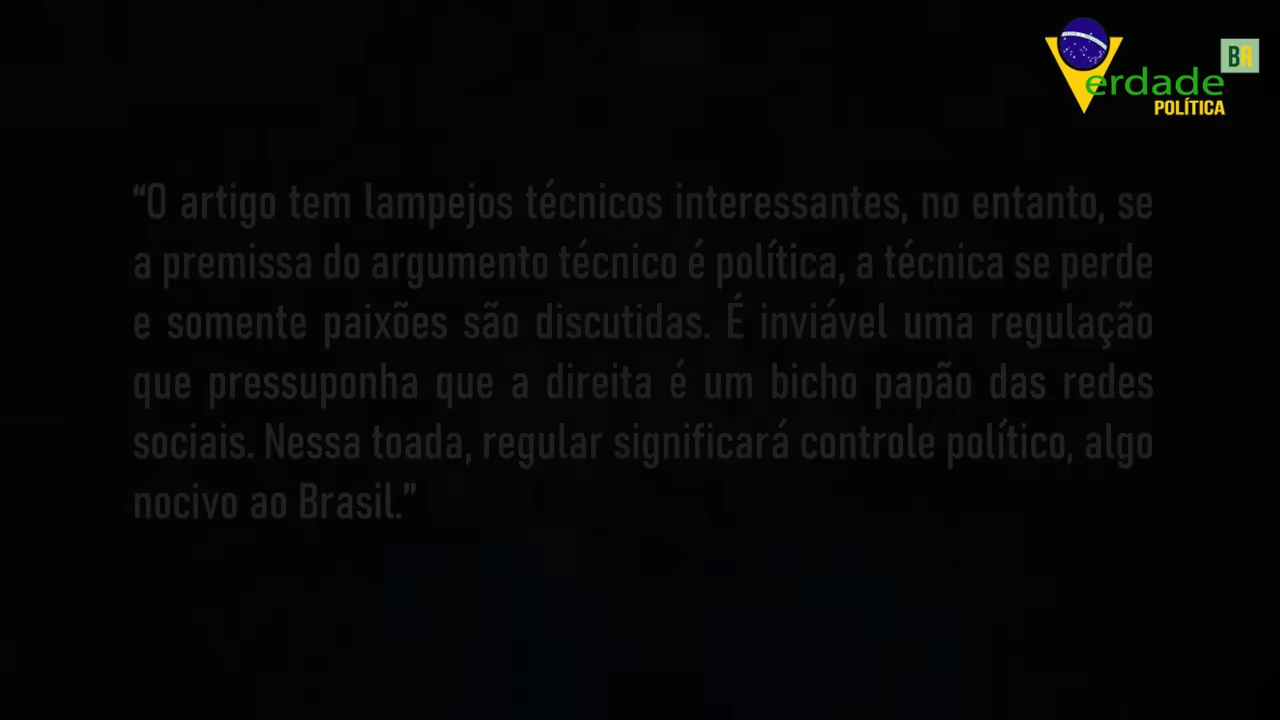 BR
erdade
POLÍTICA
“O artigo tem lampejos técnicos interessantes, no entanto, se
a premissa do argumento técnico é política, a técnica se perde
e somente paixões são discutidas. É inviável uma regulação
que pressuponha que a direita é um bicho papão das redes
sociais. Nessa toada, regular significará controle político, algo
nocivo ao Brasil.”